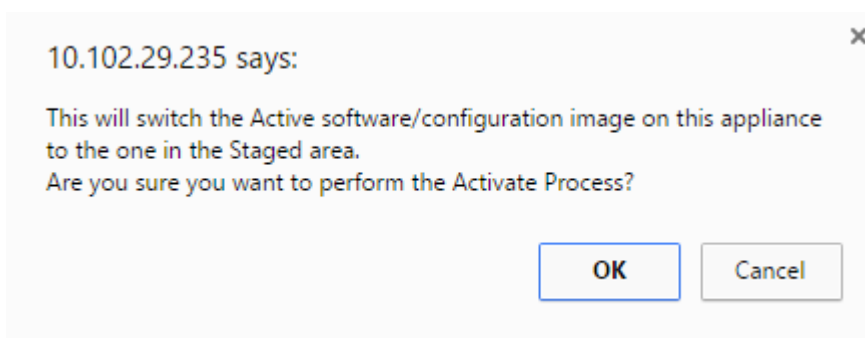 10.102.29.235 says:
This will switch the Active software/configuration image on this appliance
to the one in the Staged area.
Are you sure you want to perform the Activate Process?
OK
Cancel